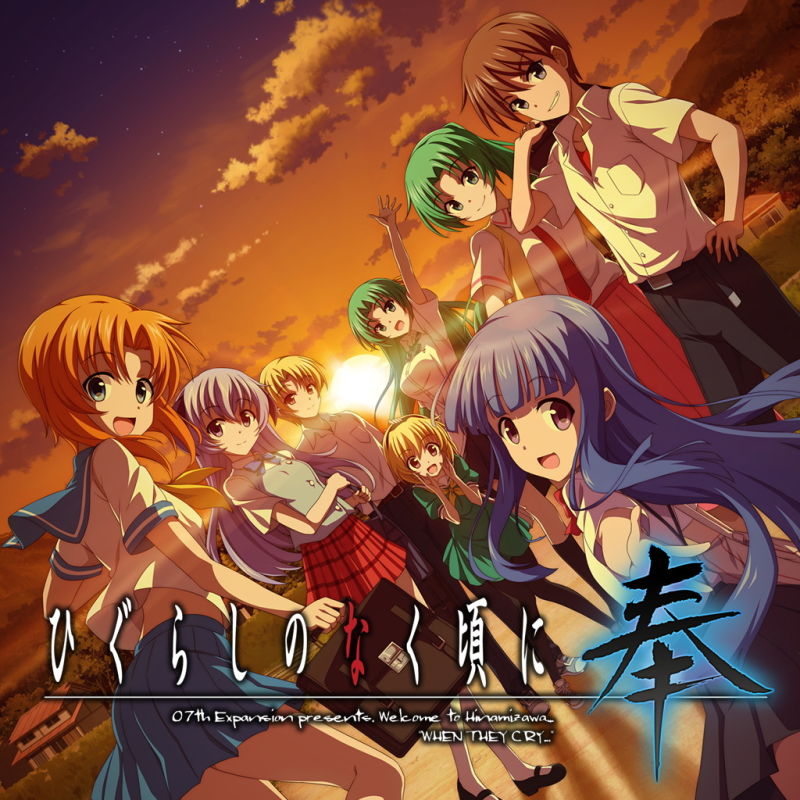 ひぐらしのなく頃に 奉
07th Expansion presents. Welcome to Hinamizawa...
"WHEN THEY CRY..."